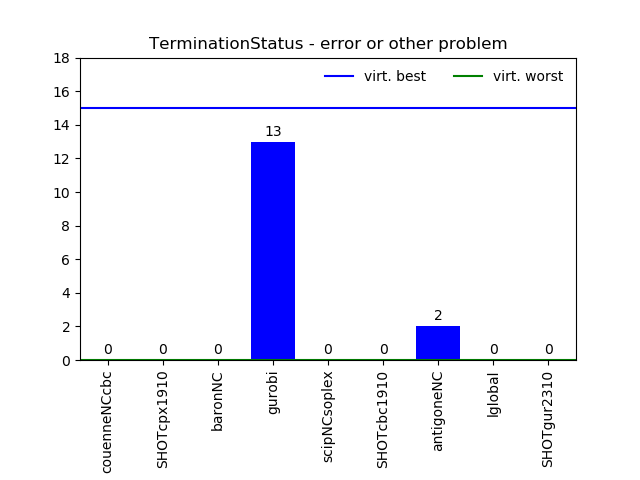 TerminationStatus - error or other problem
virt. best
virt. worst
18
16
14
12
10
8
6
4
2
0
0
0
0
13
0
0
2
0
0
couenneNCcbc
SHOTcpx1910
baronNC
gurobi
scipNCsoplex
SHOTcbc1910
antigoneNC
lglobal
SHOTgur2310